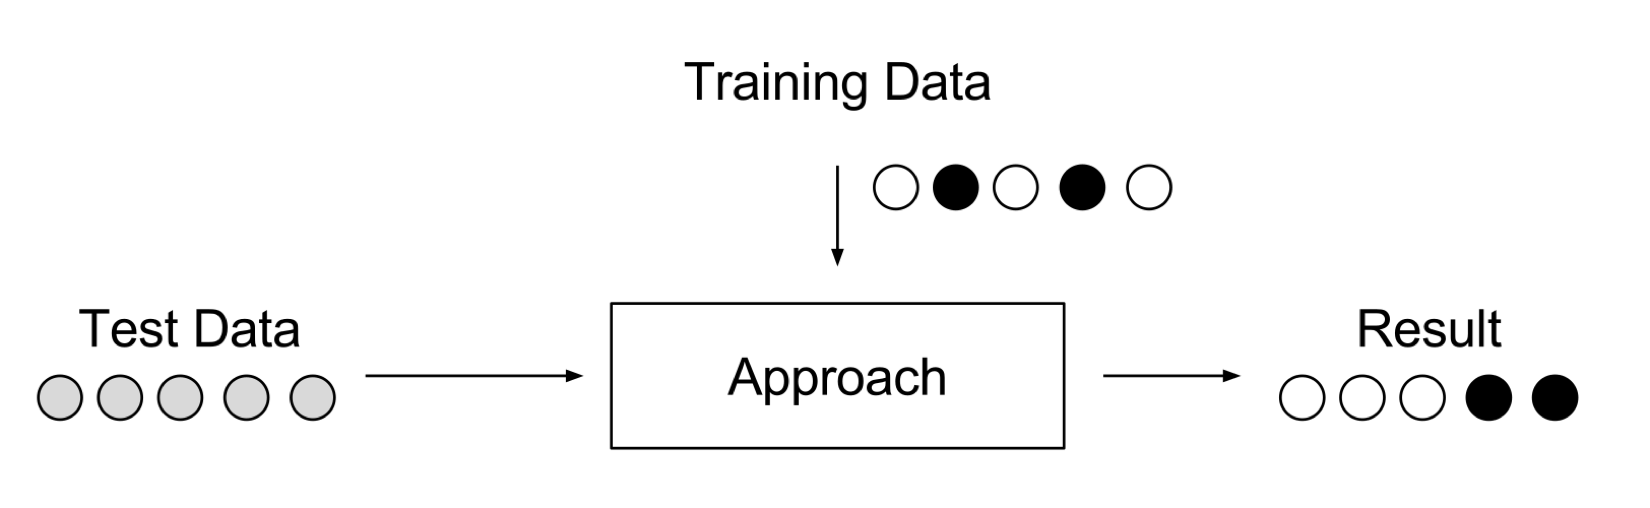 Training Data
Test Data
Approach
Result